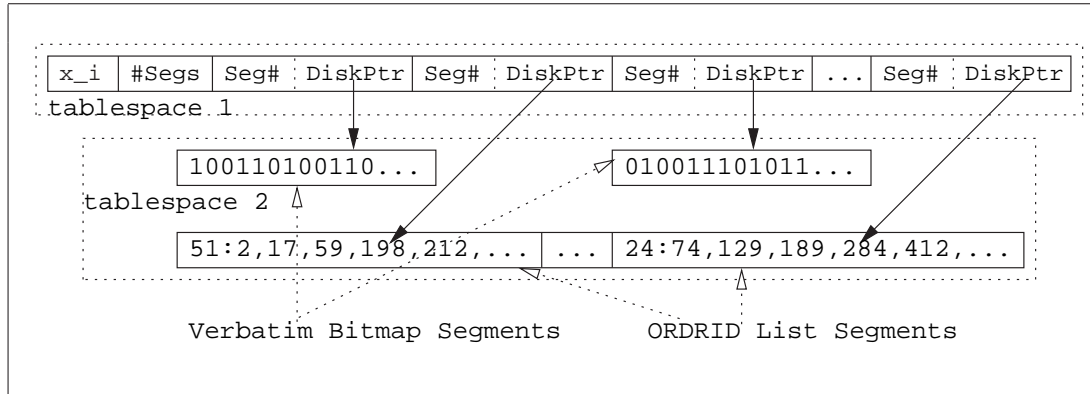 x_i #Segs Seg# DiskPtr Seg# DiskPtr Seg# DiskPtr ... Seg# DiskPtr
tablespace 1
100110100110... 010011101011...
tablespace 2
51:2,17,59,198,212,... ... 24:74,129,189,284,412,...
Verbatim Bitmap Segments ORDRID List Segments